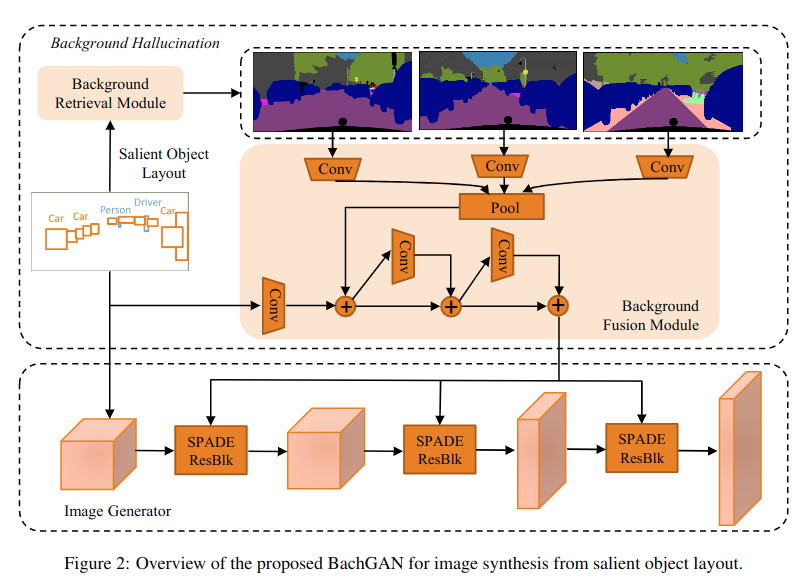 Background Hallucination
Background
Retrieval Module
Salient Object
Layout
Car
Car
Person
Driver
Car
Conv
Conv
Conv
Pool
Conv
Conv
Conv
Background
Fusion Module
SPADE
ResBlk
SPADE
ResBlk
SPADE
ResBlk
Image Generator
Figure 2: Overview of the proposed BachGAN for image synthesis from salient object layout.